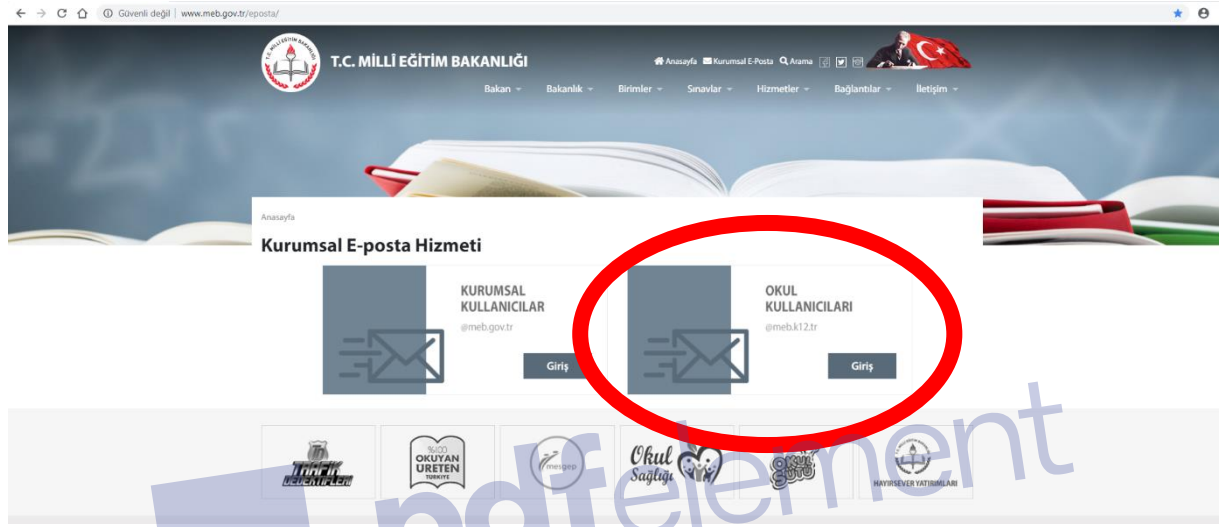 Güvenli değil | www.meb.gov.tr/eposta/
T.C. MİLLÎ EĞİTİM BAKANLIĞI
Anasayfa Kurumsal E-Posta Arama
Bakan Bakanlık Birimler Sınavlar Hizmetler Bağlantılar İletişim
Anasayfa
Kurumsal E-posta Hizmeti
KURUMSAL
KULLANICILAR
@meb.gov.tr
Giriş
OKUL
KULLANICILARI
@meb.k12.tr
Giriş
TRAFİK
DEDEKTİFLERİ
%100
OKUYAN
ÜRETEN
TÜRKİYE
mesgep
Okul
Sağlığı
OKUL
SÜTÜ
HAYIRSEVER YATIRIMLARI
pdfelement